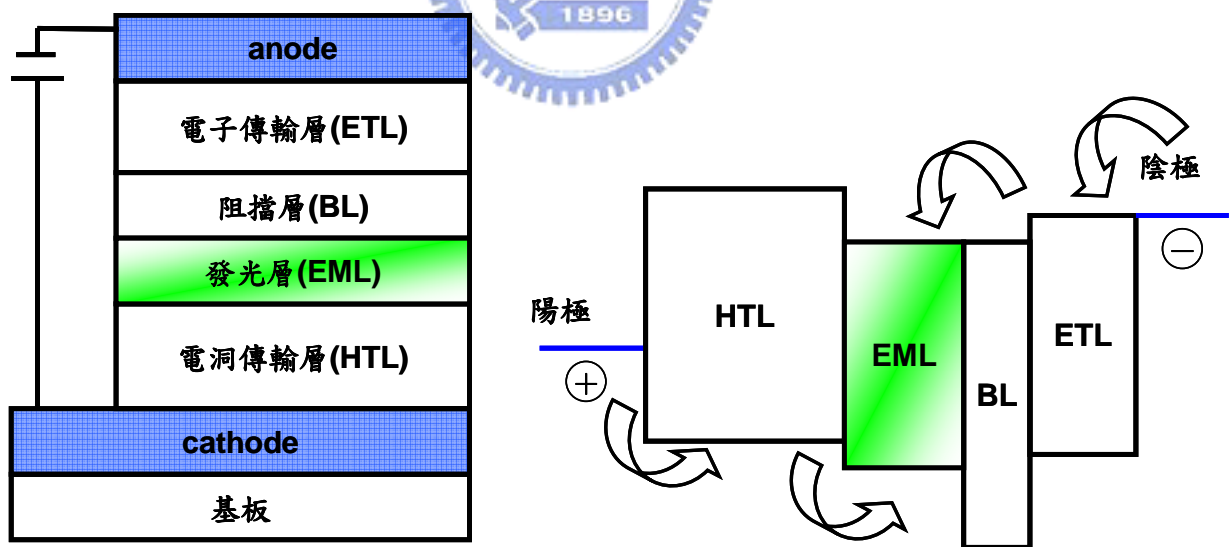 1896
anode
電子傳輸層(ETL)
阻擋層(BL)
發光層(EML)
電洞傳輸層(HTL)
cathode
基板
陰極
−
陽極
+
HTL
EML
BL
ETL